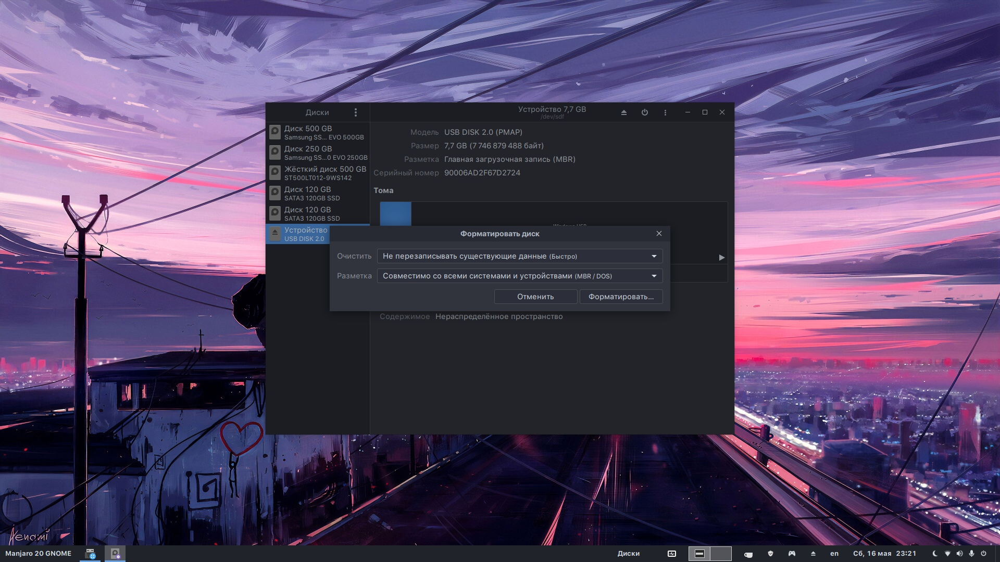 Диски
Устройство 7,7 GB
/dev/sdf
Диск 500 GB
Samsung SS... EVO 500GB
Диск 250 GB
Samsung SS...0 EVO 250GB
Жёсткий диск 500 GB
ST500LT012-9WS142
Диск 120 GB
SATA3 120GB SSD
Диск 120 GB
SATA3 120GB SSD
Устройство
USB DISK 2.0
Модель USB DISK 2.0 (PMAP)
Размер 7,7 GB (7 746 879 488 байт)
Разметка Главная загрузочная запись (MBR)
Серийный номер 90006AD2F67D2724
Тома
Форматировать диск
Очистить Не перезаписывать существующие данные (Быстро)
Разметка Совместимо со всеми системами и устройствами (MBR / DOS)
Отменить Форматировать...
Содержимое Нераспределённое пространство
Aenami
Manjaro 20 GNOME
Диски
en
Сб, 16 мая 23:21